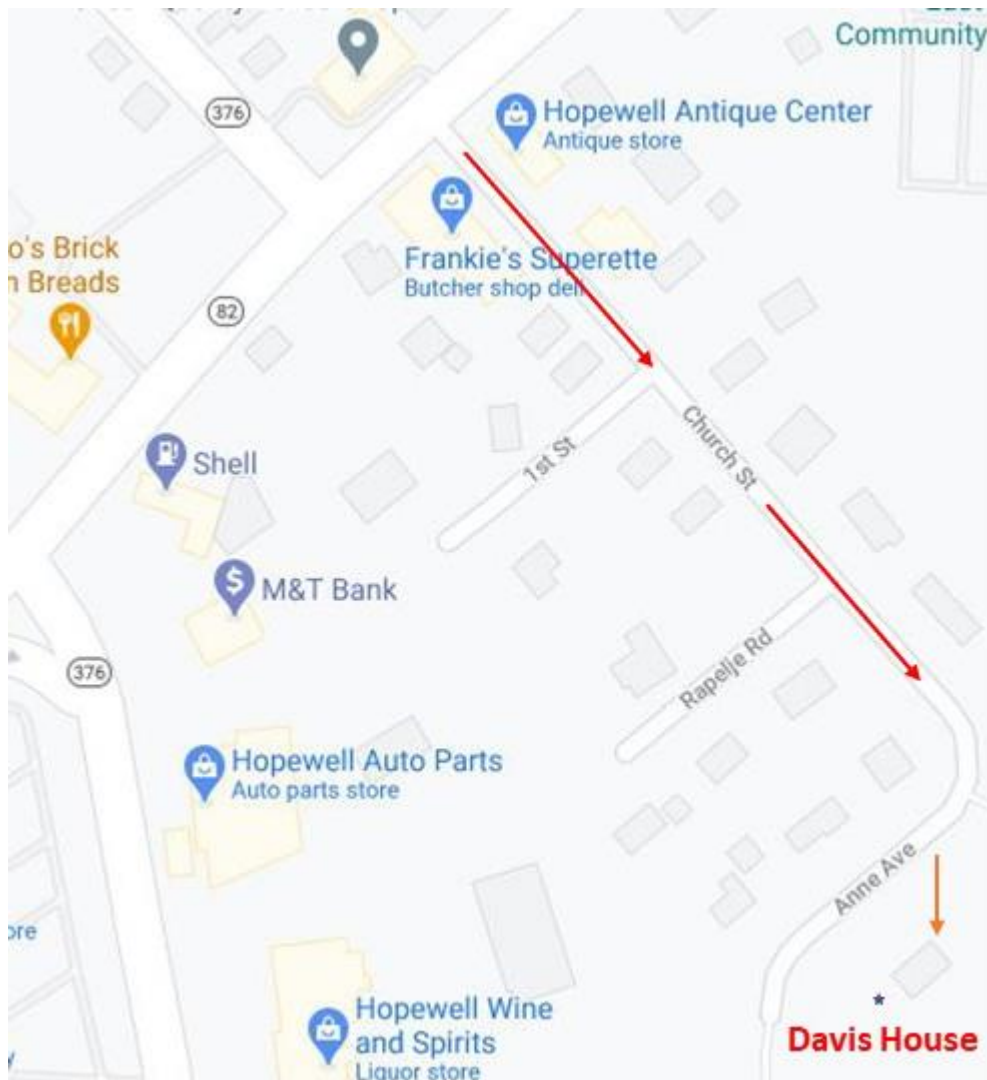 Community
376
Hopewell Antique Center
Antique store
Frankie's Superette
Butcher shop deli
o's Brick
n Breads
82
Shell
1st St
Church St
M&T Bank
376
Rapelje Rd
Hopewell Auto Parts
Auto parts store
Anne Ave
ore
Hopewell Wine
and Spirits
Liquor store
Davis House